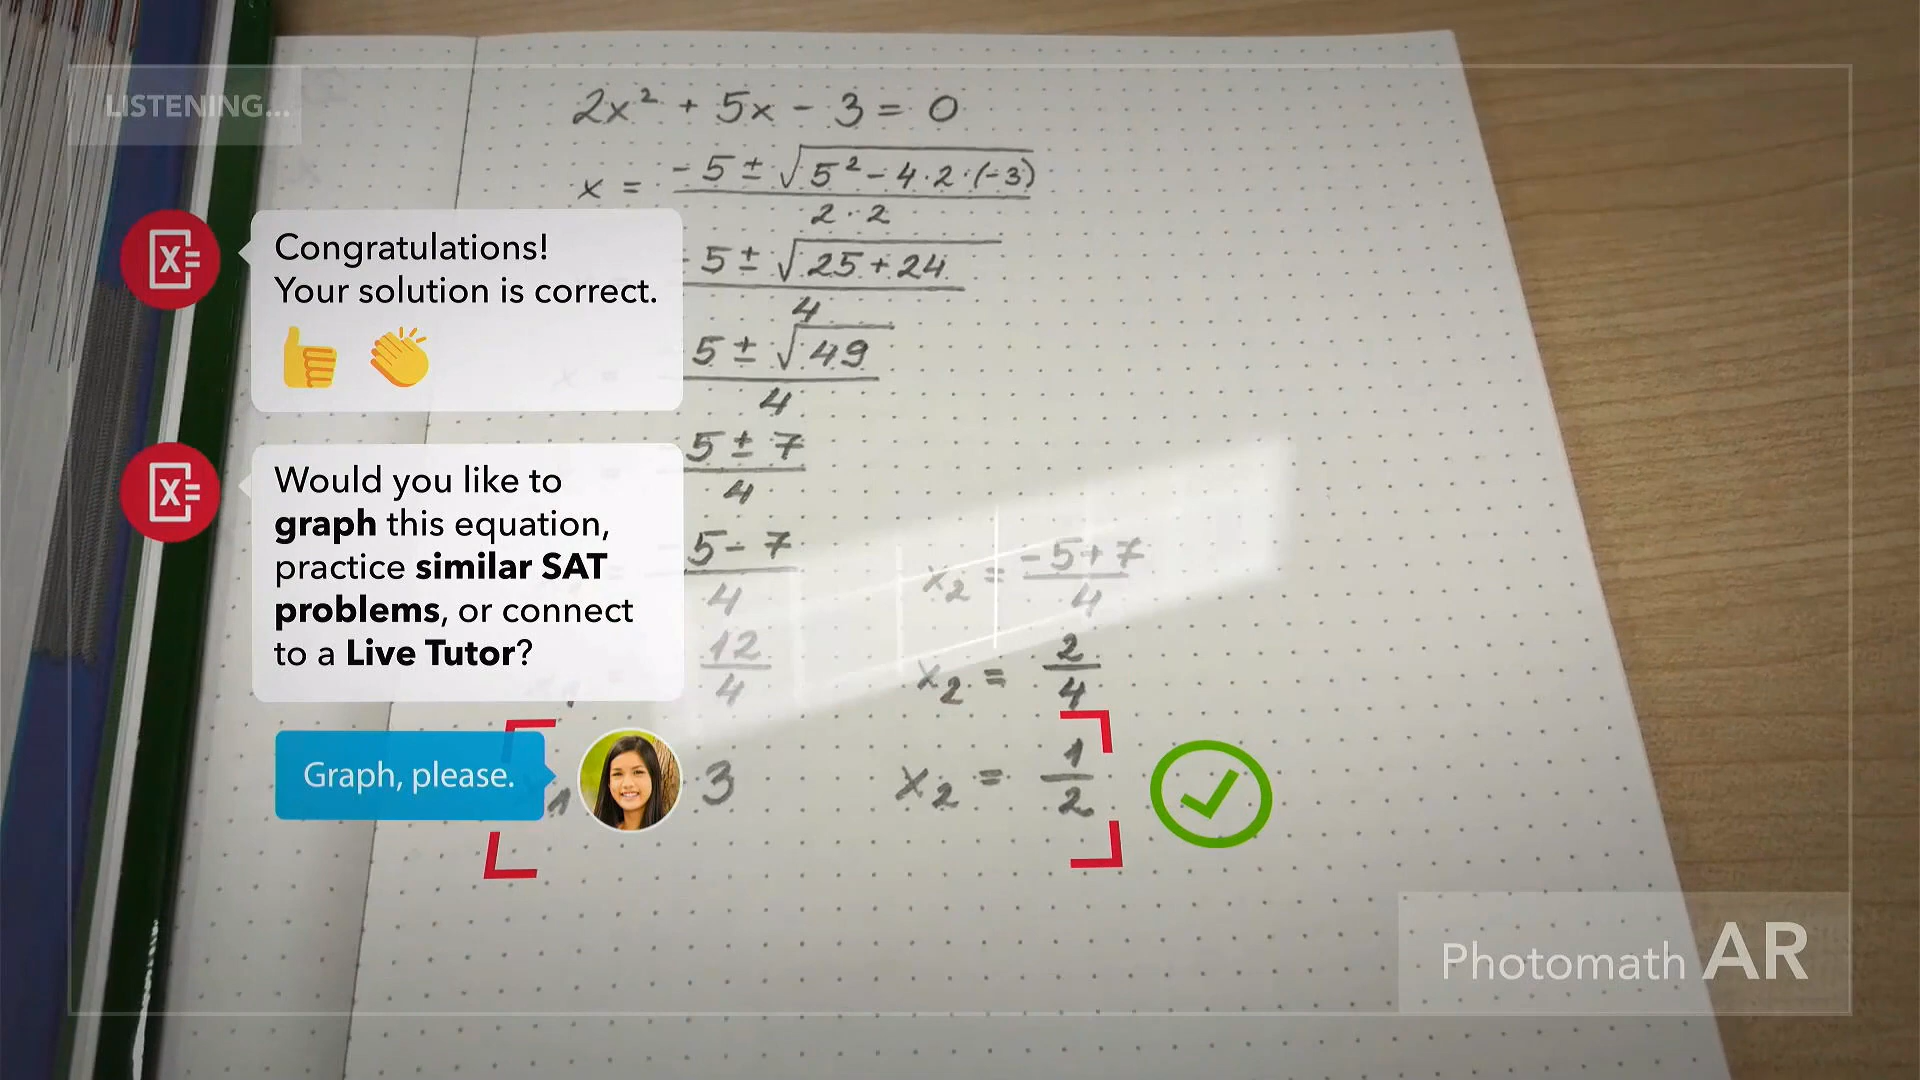 LISTENING...
2x² + 5x - 3 = 0
x = (-5 ± √(5² - 4·2·(-3))) / (2·2)
5 ± √(25 + 24) / 4
5 ± √49 / 4
5 ± 7 / 4
5 - 7 / 4
x₂ = (-5 + 7) / 4
12 / 4
x₂ = 2 / 4
3
x₂ = 1 / 2
Congratulations!
Your solution is correct.
Would you like to
graph this equation,
practice similar SAT
problems, or connect
to a Live Tutor?
Graph, please.
Photomath AR